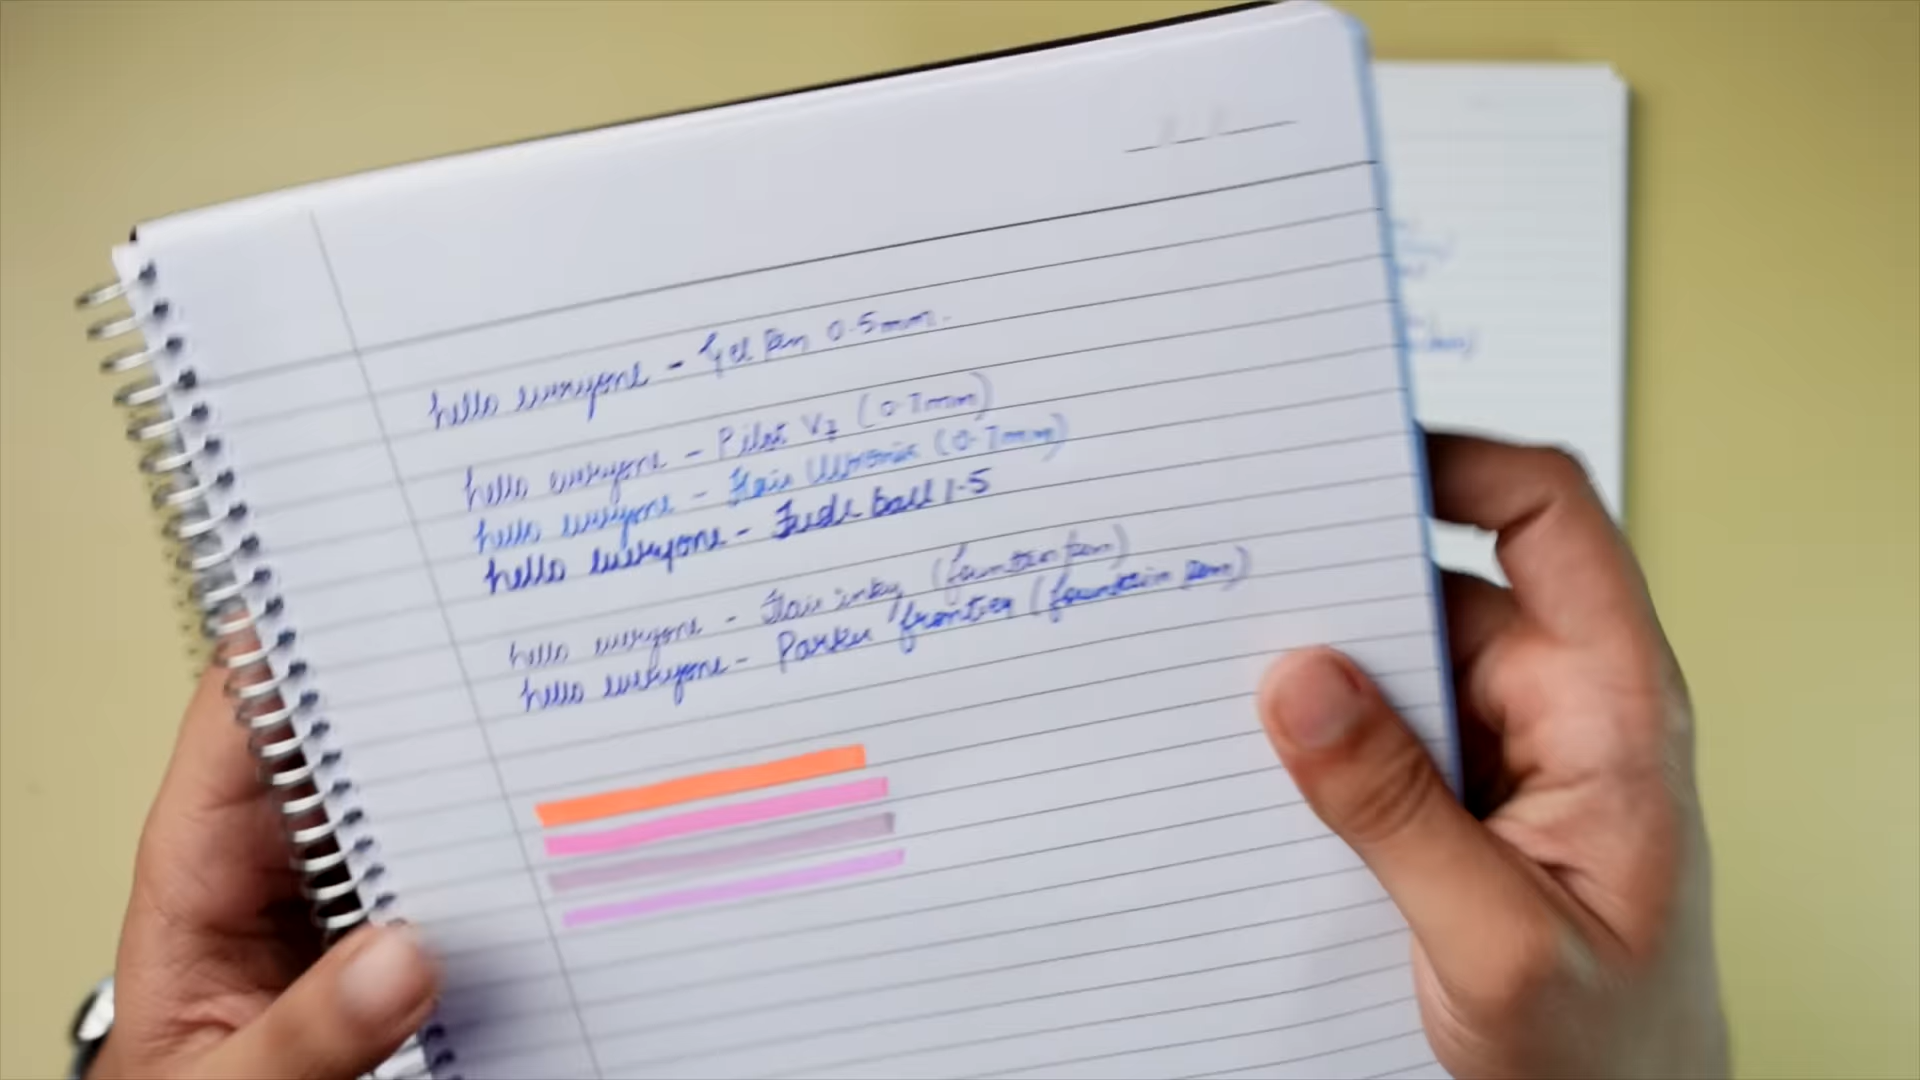 hello everyone - Gel Pen 0.5mm.
hello everyone - Pilot V7 (0.7mm)
hello everyone - Flair Writometer (0.7mm)
hello everyone - Fude ball 1.5
hello everyone - Flair inky (fountain pen)
hello everyone - Parker frontier (fountain pen)